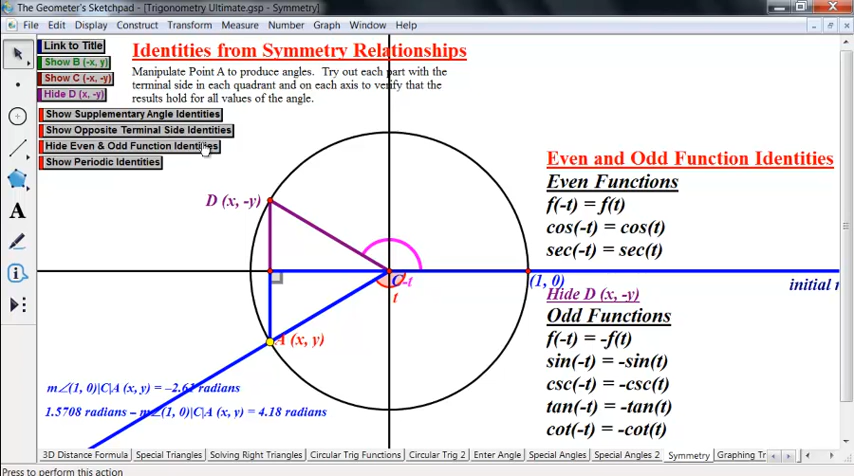 The Geometer's Sketchpad - [Trigonometry Ultimate.gsp - Symmetry]
File Edit Display Construct Transform Measure Number Graph Window Help
Link to Title
Show B (-x, y)
Show C (-x, -y)
Hide D (x, -y)
Show Supplementary Angle Identities
Show Opposite Terminal Side Identities
Hide Even & Odd Function Identities
Show Periodic Identities
Identities from Symmetry Relationships
Manipulate Point A to produce angles. Try out each part with the
terminal side in each quadrant and on each axis to verify that the
results hold for all values of the angle.
D (x, -y)
C
-t
t
(1, 0)
initial
A (x, y)
m∠(1, 0)|C|A (x, y) = –2.61 radians
1.5708 radians – m∠(1, 0)|C|A (x, y) = 4.18 radians
Even and Odd Function Identities
Even Functions
f(-t) = f(t)
cos(-t) = cos(t)
sec(-t) = sec(t)
Hide D (x, -y)
Odd Functions
f(-t) = -f(t)
sin(-t) = -sin(t)
csc(-t) = -csc(t)
tan(-t) = -tan(t)
cot(-t) = -cot(t)
3D Distance Formula Special Triangles Solving Right Triangles Circular Trig Functions Circular Trig 2 Enter Angle Special Angles Special Angles 2 Symmetry Graphing Tr
Press to perform this action